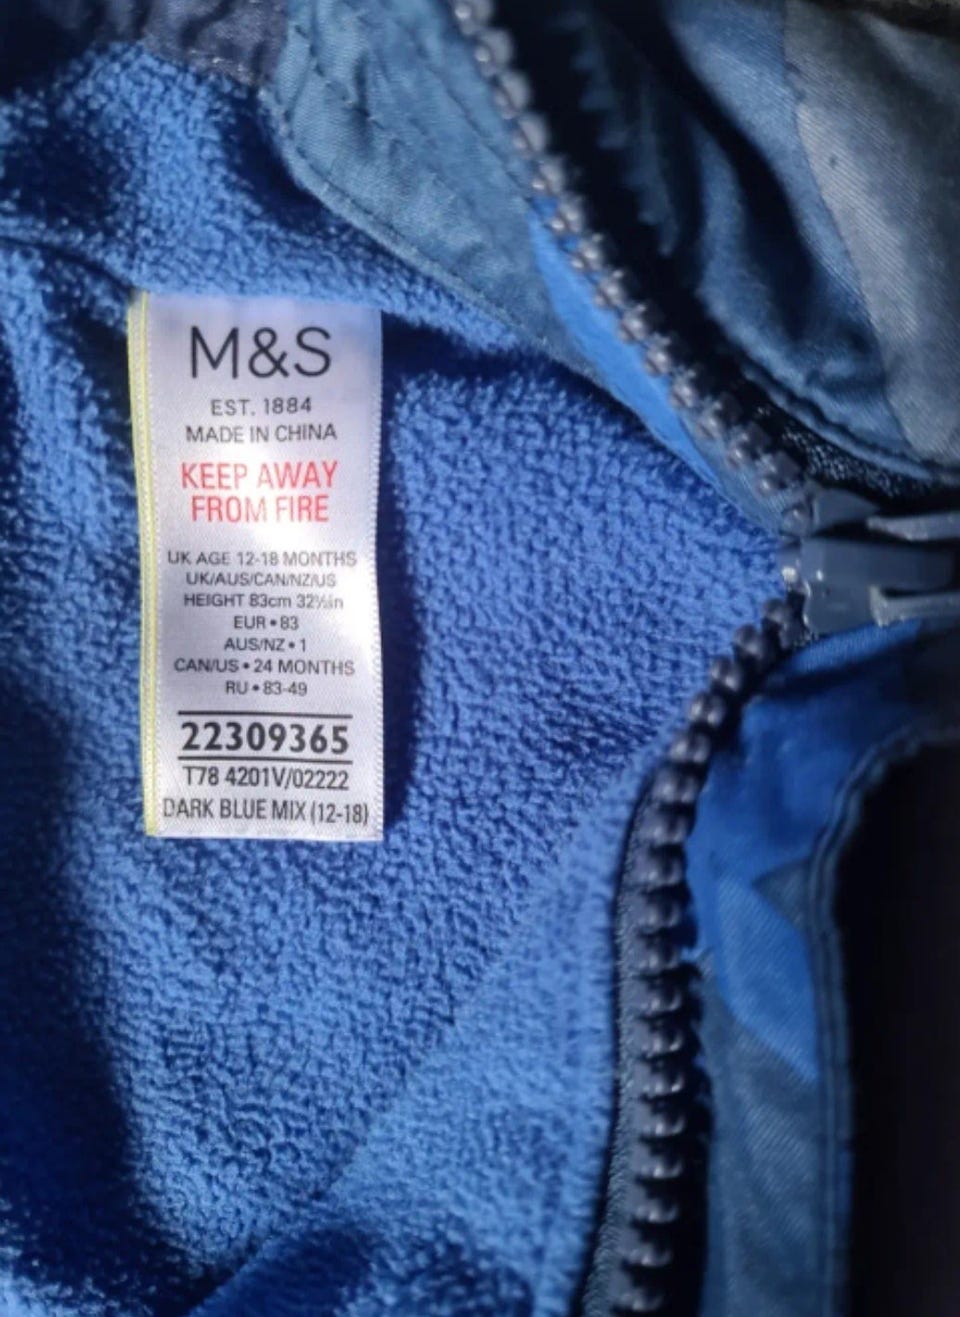 M&S
EST. 1884
MADE IN CHINA
KEEP AWAY
FROM FIRE
UK AGE 12-18 MONTHS
UK/AUS/CAN/NZ/US
HEIGHT 83cm 32½in
EUR • 83
AUS/NZ • 1
CAN/US • 24 MONTHS
RU • 83-49
22309365
T78 4201V/02222
DARK BLUE MIX (12-18)